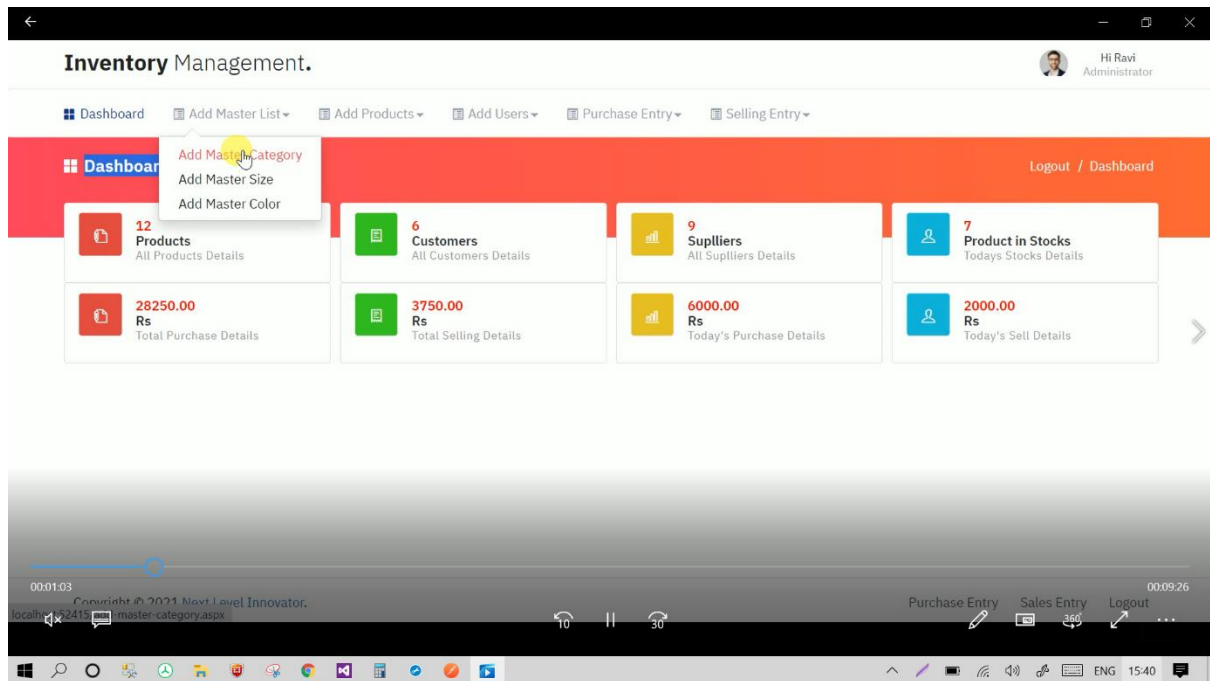 Inventory Management.
Hi Ravi
Administrator
Dashboard Add Master List Add Products Add Users Purchase Entry Selling Entry
Add Master Category
Add Master Size
Add Master Color
Logout / Dashboard
12
Products
All Products Details
6
Customers
All Customers Details
9
Suplliers
All Suplliers Details
7
Product in Stocks
Todays Stocks Details
28250.00
Rs
Total Purchase Details
3750.00
Rs
Total Selling Details
6000.00
Rs
Today's Purchase Details
2000.00
Rs
Today's Sell Details
00:01:03
00:09:26
Copyright © 2021 Next Level Innovator.
Purchase Entry Sales Entry Logout
10
30
360°
ENG 15:40